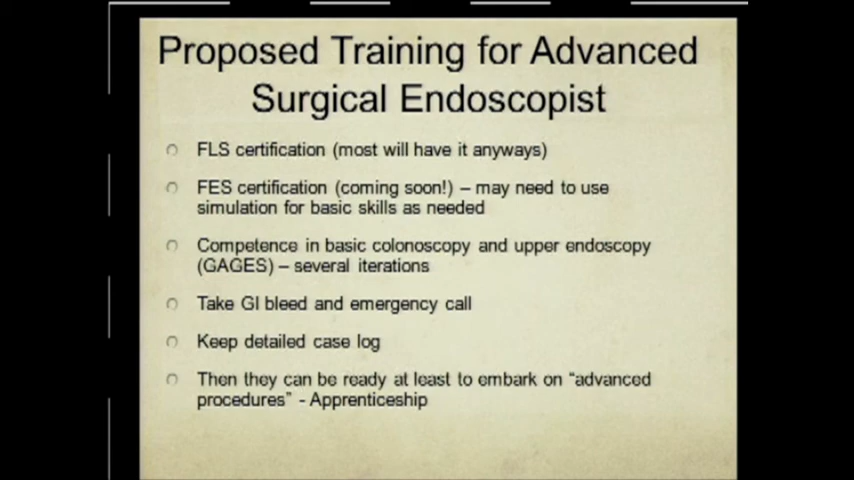 Proposed Training for Advanced
Surgical Endoscopist
FLS certification (most will have it anyways)
FES certification (coming soon!) – may need to use
simulation for basic skills as needed
Competence in basic colonoscopy and upper endoscopy
(GAGES) – several iterations
Take GI bleed and emergency call
Keep detailed case log
Then they can be ready at least to embark on “advanced
procedures” - Apprenticeship